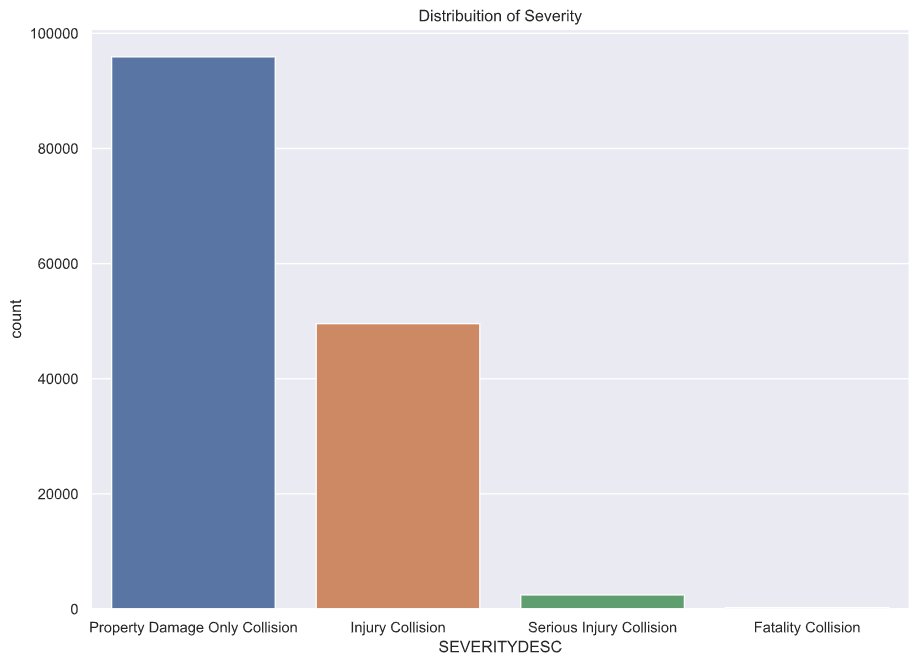 Distribuition of Severity
100000
80000
60000
40000
20000
0
count
Property Damage Only Collision Injury Collision Serious Injury Collision Fatality Collision
SEVERITYDESC